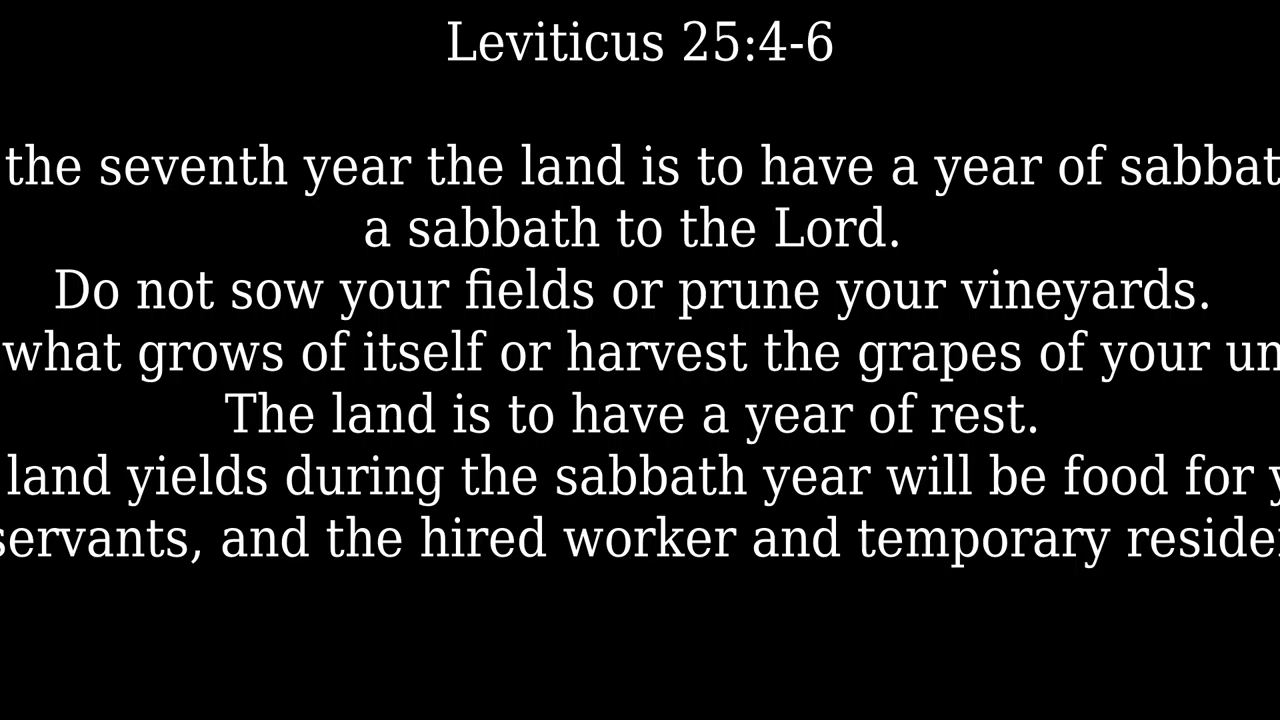 Leviticus 25:4-6
the seventh year the land is to have a year of sabbat
a sabbath to the Lord.
Do not sow your fields or prune your vineyards.
what grows of itself or harvest the grapes of your un
The land is to have a year of rest.
land yields during the sabbath year will be food for y
servants, and the hired worker and temporary reside